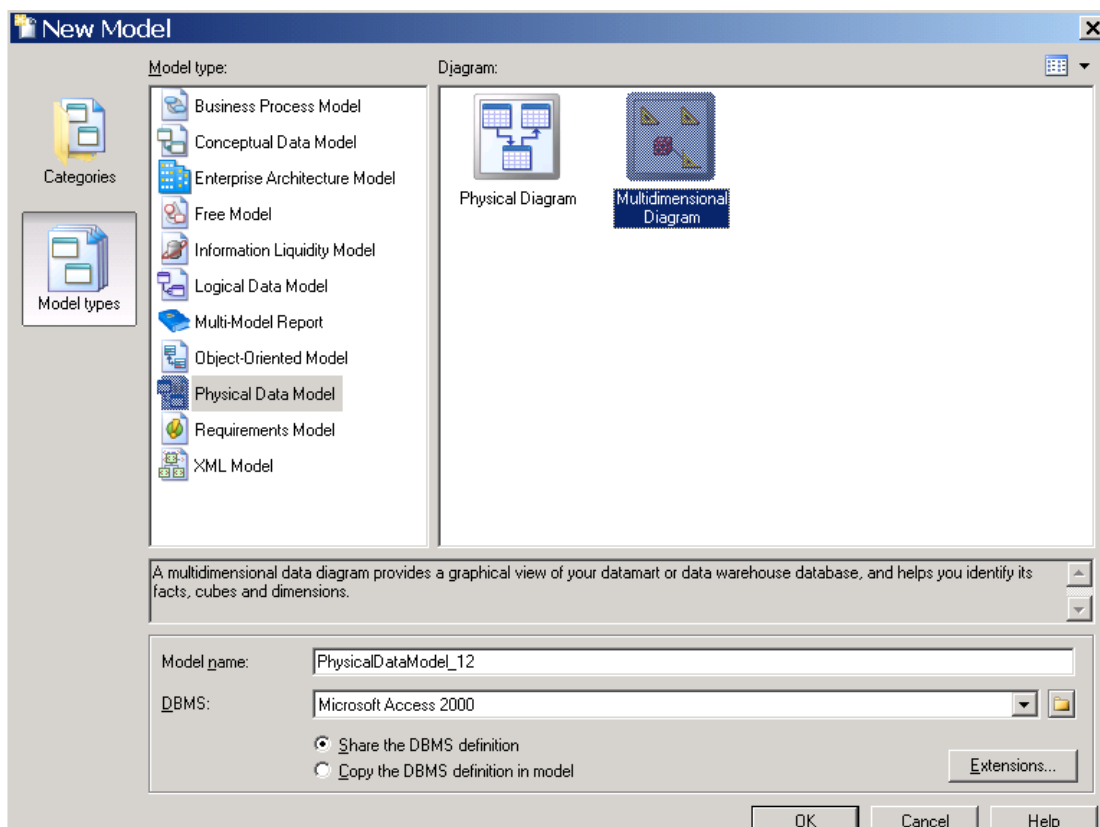 New Model
Model type:
Diagram:
Categories
Model types
Business Process Model
Conceptual Data Model
Enterprise Architecture Model
Free Model
Information Liquidity Model
Logical Data Model
Multi-Model Report
Object-Oriented Model
Physical Data Model
Requirements Model
XML Model
Physical Diagram
Multidimensional
Diagram
A multidimensional data diagram provides a graphical view of your datamart or data warehouse database, and helps you identify its
facts, cubes and dimensions.
Model name:
PhysicalDataModel_12
DBMS:
Microsoft Access 2000
Share the DBMS definition
Copy the DBMS definition in model
Extensions...
OK
Cancel
Help